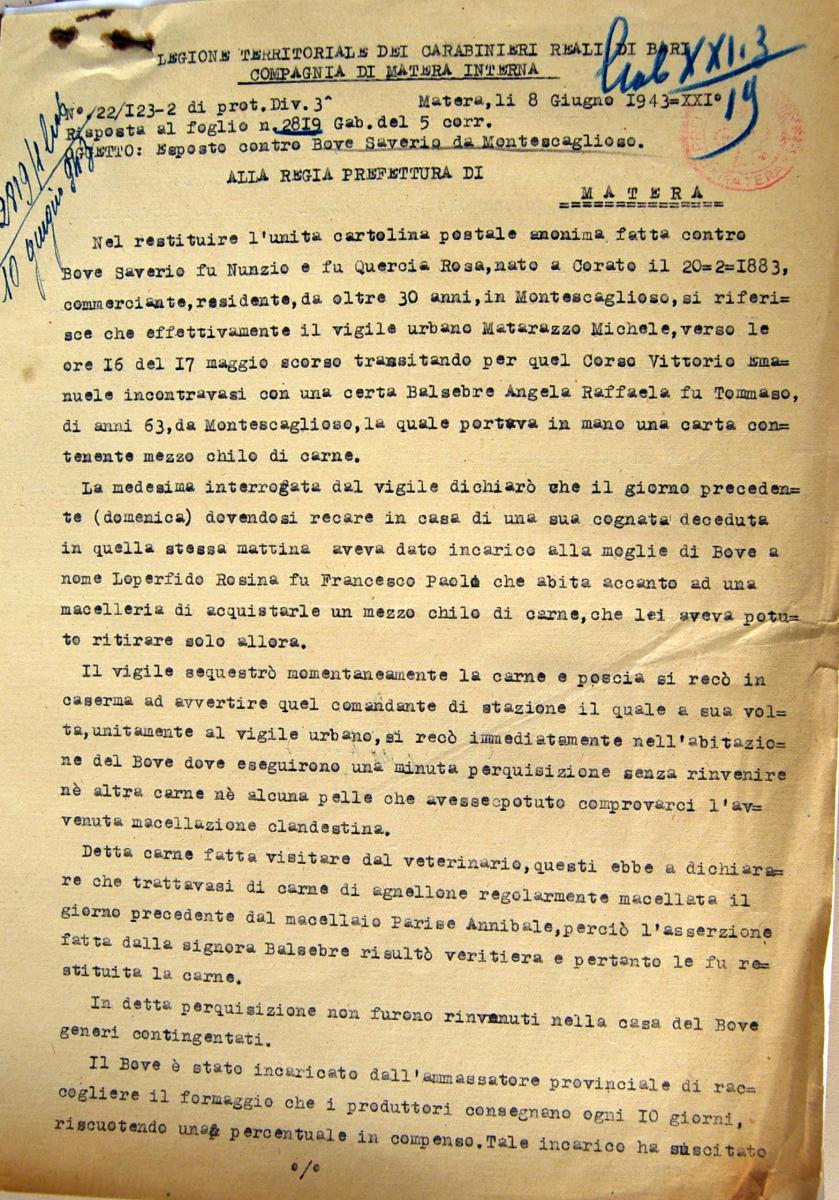 LEGIONE TERRITORIALE DEI CARABINIERI REALI DI BARI
COMPAGNIA DI MATERA INTERNA
Gab XXI.3
19
N°./22/I23-2 di prot.Div.3^ Matera,li 8 Giugno I943=XXI°
Risposta al foglio n.2819 Gab.del 5 corr.
OGGETTO: Esposto contro Bove Saverio da Montescaglioso.
2819/1 Gab
10 giugno 943
ALLA REGIA PREFETTURA DI
M A T E R A
Nel restituire l'unita cartolina postale anonima fatta contro
Bove Saverio fu Nunzio e fu Quercia Rosa,nato a Corato il 20=2=I883,
commerciante,residente,da oltre 30 anni,in Montescaglioso,si riferi=
sce che effettivamente il vigile urbano Matarazzo Michele,verso le
ore I6 del I7 maggio scorso transitando per quel Corso Vittorio Ema=
nuele incontravasi con una certa Balsebre Angela Raffaela fu Tommaso,
di anni 63,da Montescaglioso,la quale portava in mano una carta con=
tenente mezzo chilo di carne.
La medesima interrogata dal vigile dichiarò che il giorno preceden=
te (domenica) dovendosi recare in casa di una sua cognata deceduta
in quella stessa mattina aveva dato incarico alla moglie di Bove a
nome Loperfido Rosina fu Francesco Paolo che abita accanto ad una
macelleria di acquistarle un mezzo chilo di carne,che lei aveva potu=
to ritirare solo allora.
Il vigile sequestrò momentaneamente la carne e poscia si recò in
caserma ad avvertire quel comandante di stazione il quale a sua vol=
ta,unitamente al vigile urbano,si recò immediatamente nell'abitazio=
ne del Bove dove eseguirono una minuta perquisizione senza rinvenire
nè altra carne nè alcuna pelle che avessecpotuto comprovarci l'av=
venuta macellazione clandestina.
Detta carne fatta visitare dal veterinario,questi ebbe a dichiara=
re che trattavasi di carne di agnellone regolarmente macellata il
giorno precedente dal macellaio Parise Annibale,perciò l'asserzione
fatta dalla signora Balsebre risultò veritiera e pertanto le fu re=
stituita la carne.
In detta perquisizione non furono rinvenuti nella casa del Bove
generi contingentati.
Il Bove è stato incaricato dall'ammassatore provinciale di rac=
cogliere il formaggio che i produttori consegnano ogni IO giorni,
riscuotendo una percentuale in compenso.Tale incarico ha suscitato
°/°